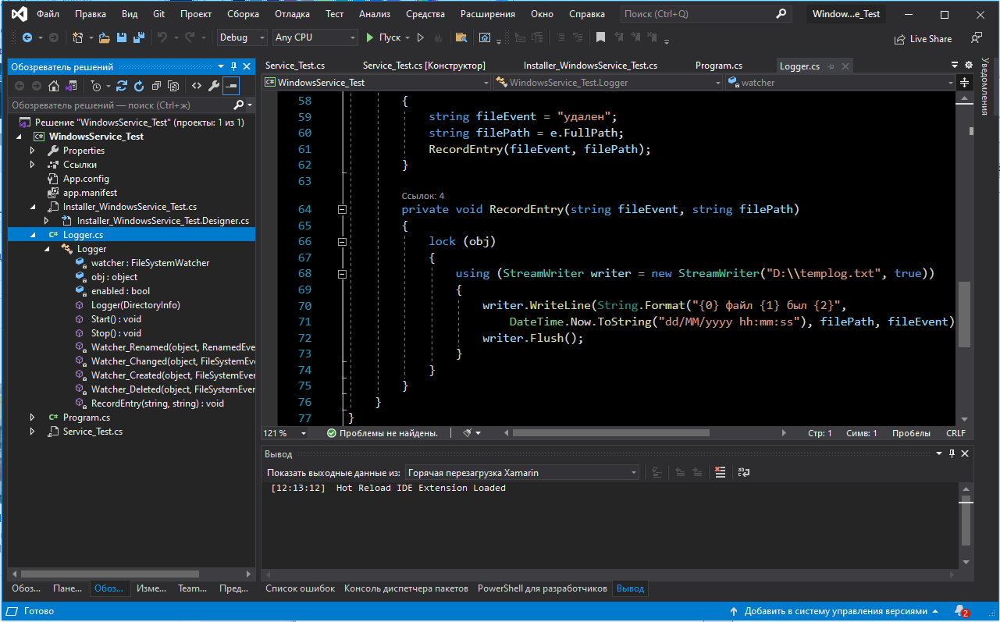 Файл Правка Вид Git Проект Сборка Отладка Тест Анализ Средства Расширения Окно Справка Поиск (Ctrl+Q) Window...e_Test
Debug Any CPU Пуск Live Share
Обозреватель решений
Обозреватель решений — поиск (Ctrl+ж)
Решение "WindowsService_Test" (проекты: 1 из 1)
C# WindowsService_Test
Properties
Ссылки
App.config
app.manifest
Installer_WindowsService_Test.cs
Installer_WindowsService_Test.Designer.cs
C# Logger.cs
Logger
watcher : FileSystemWatcher
obj : object
enabled : bool
Logger(DirectoryInfo)
Start() : void
Stop() : void
Watcher_Renamed(object, RenamedEve
Watcher_Changed(object, FileSystemEve
Watcher_Created(object, FileSystemEver
Watcher_Deleted(object, FileSystemEver
RecordEntry(string, string) : void
C# Program.cs
Service_Test.cs
Обоз... Пане... Обоз... Изме... Team... Пред...
Service_Test.cs Service_Test.cs [Конструктор] Installer_WindowsService_Test.cs Program.cs Logger.cs
C# WindowsService_Test WindowsService_Test.Logger watcher
58 {
59 string fileEvent = "удален";
60 string filePath = e.FullPath;
61 RecordEntry(fileEvent, filePath);
62 }
63
Ссылок: 4
64 private void RecordEntry(string fileEvent, string filePath)
65 {
66 lock (obj)
67 {
68 using (StreamWriter writer = new StreamWriter("D:\\templog.txt", true))
69 {
70 writer.WriteLine(String.Format("{0} файл {1} был {2}",
71 DateTime.Now.ToString("dd/MM/yyyy hh:mm:ss"), filePath, fileEvent)
72 writer.Flush();
73 }
74 }
75 }
76 }
77 }
121 % Проблемы не найдены. Стр: 1 Симв: 1 Пробелы CRLF
Вывод
Показать выходные данные из: Горячая перезагрузка Xamarin
[12:13:12] Hot Reload IDE Extension Loaded
Список ошибок Консоль диспетчера пакетов PowerShell для разработчиков Вывод
Уведомления
Готово Добавить в систему управления версиями 2